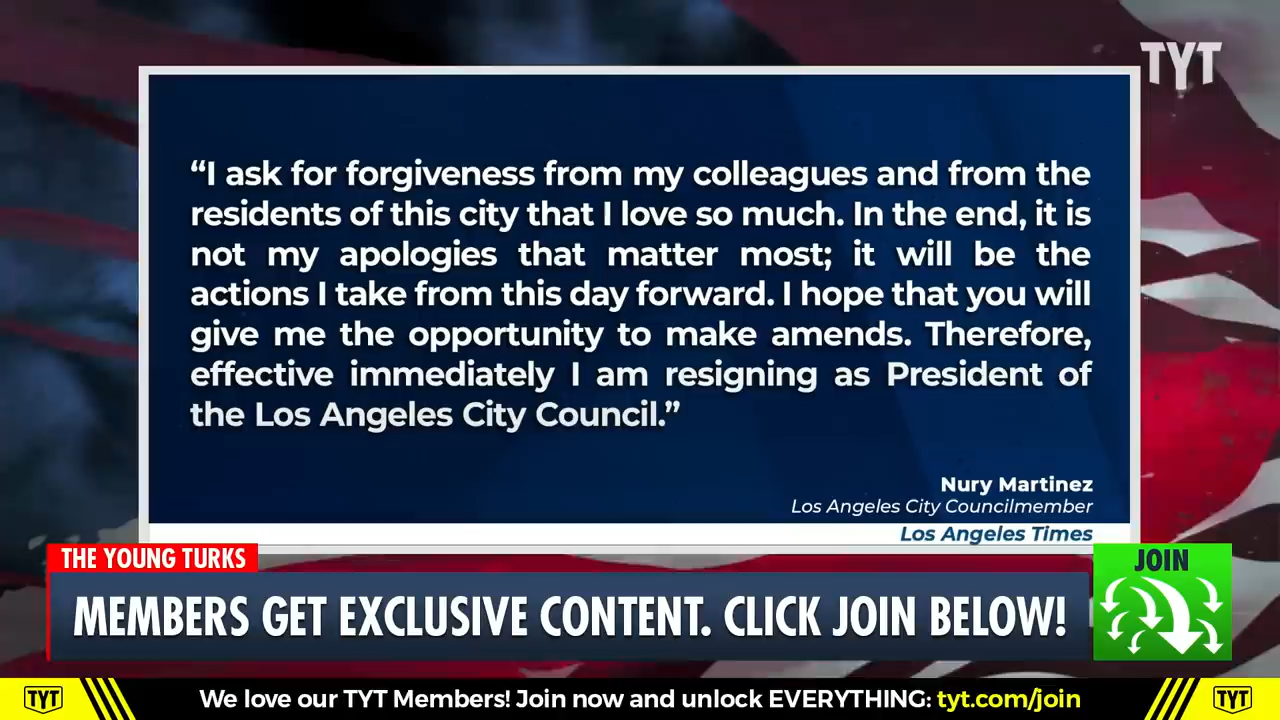 TYT
“I ask for forgiveness from my colleagues and from the
residents of this city that I love so much. In the end, it is
not my apologies that matter most; it will be the
actions I take from this day forward. I hope that you will
give me the opportunity to make amends. Therefore,
effective immediately I am resigning as President of
the Los Angeles City Council.”
Nury Martinez
Los Angeles City Councilmember
Los Angeles Times
THE YOUNG TURKS
JOIN
MEMBERS GET EXCLUSIVE CONTENT. CLICK JOIN BELOW!
TYT
We love our TYT Members! Join now and unlock EVERYTHING: tyt.com/join
TYT